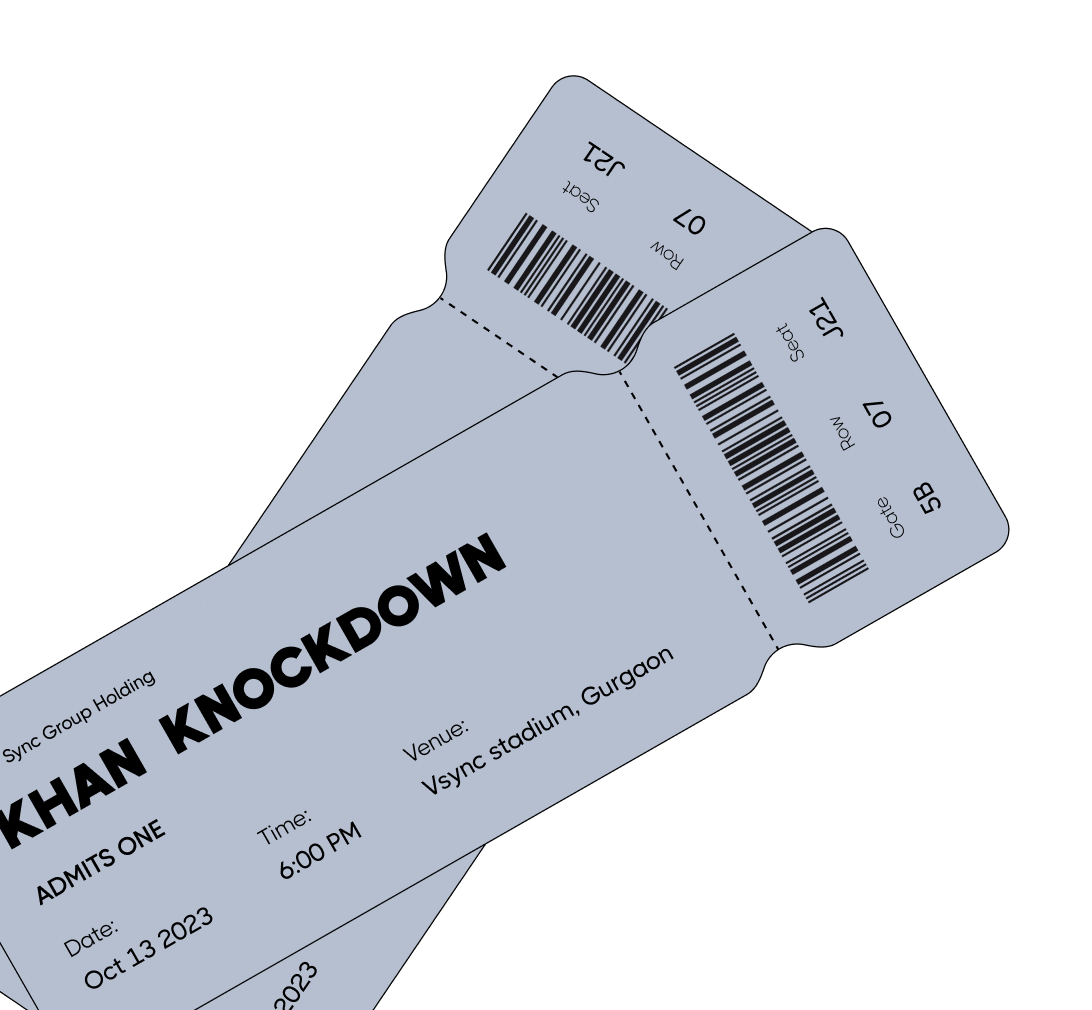 Sync Group Holding
KHAN KNOCKDOWN
ADMITS ONE
Date:
Oct 13 2023
Time:
6:00 PM
Venue:
Vsync stadium, Gurgaon
Seat
J21
Row
07
Gate
5B
Seat
J21
Row
07
2023